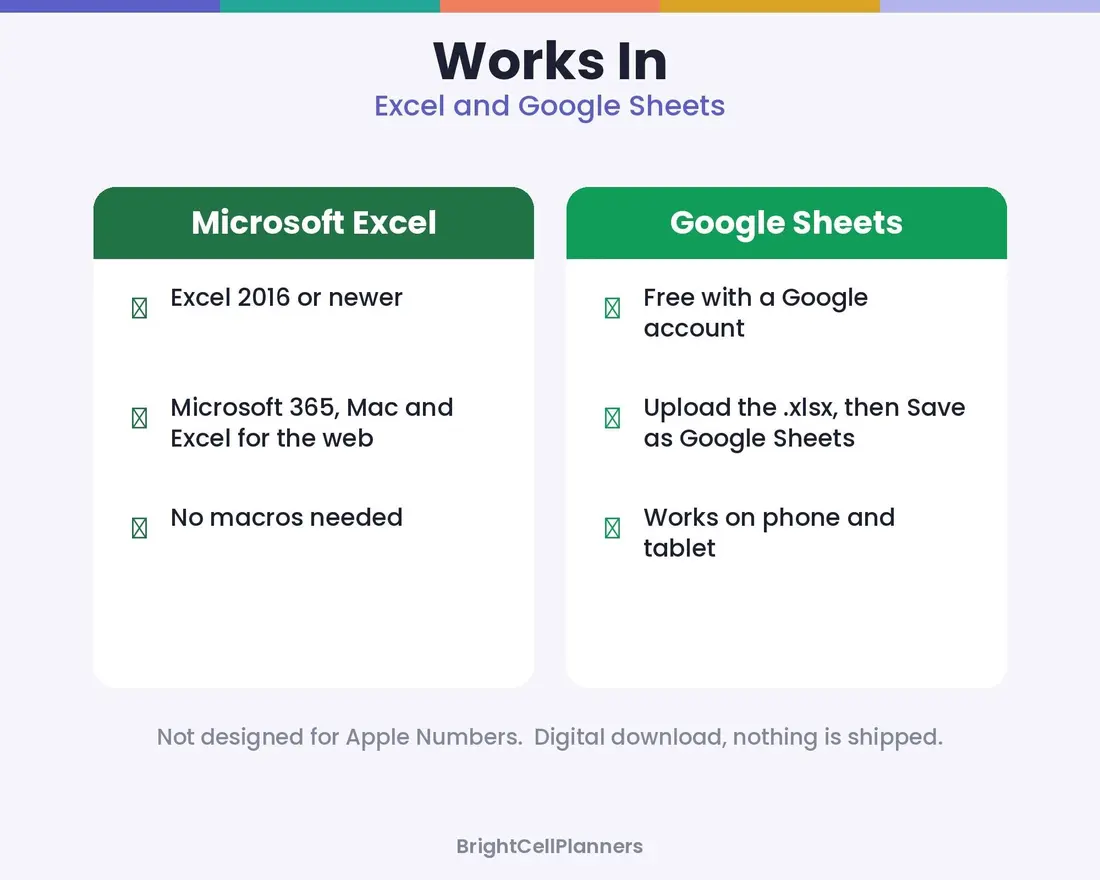 Works In
Excel and Google Sheets
Microsoft Excel
Excel 2016 or newer
Microsoft 365, Mac and
Excel for the web
No macros needed
Google Sheets
Free with a Google
account
Upload the .xlsx, then Save
as Google Sheets
Works on phone and
tablet
Not designed for Apple Numbers.  Digital download, nothing is shipped.
BrightCellPlanners